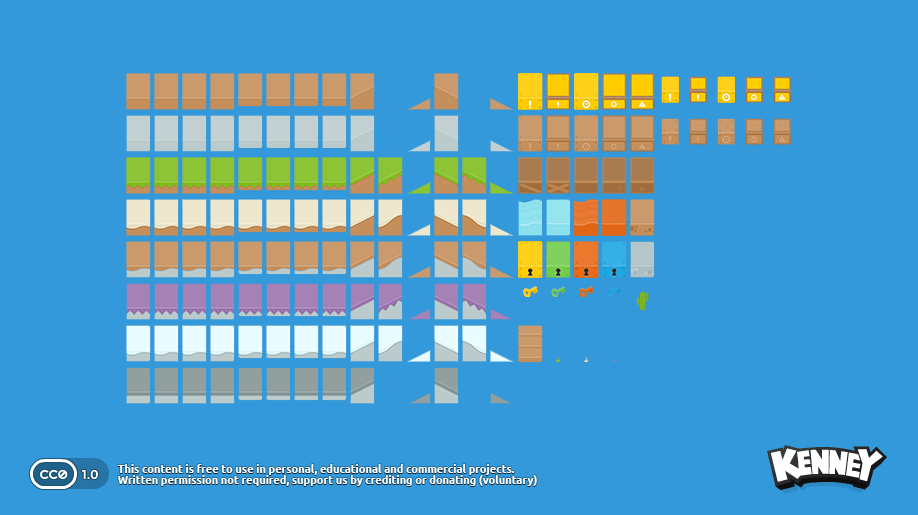 CC0 1.0
This content is free to use in personal, educational and commercial projects.
Written permission not required, support us by crediting or donating (voluntary)
KENNEY